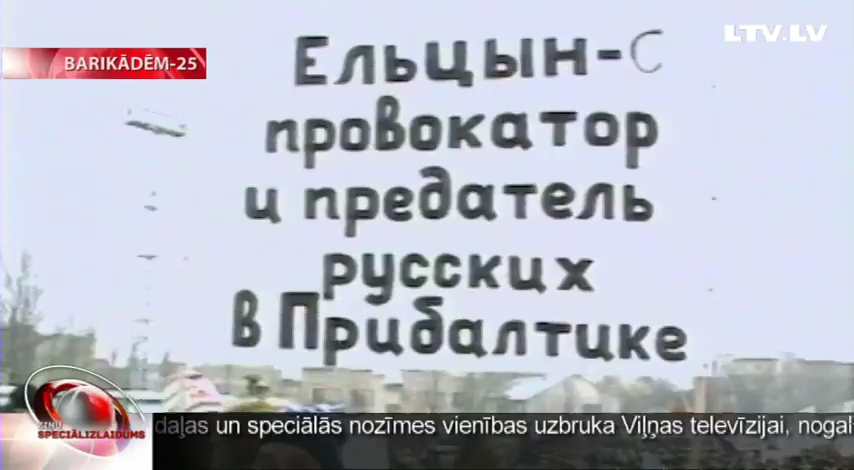 LTV.LV
BARIKĀDĒM-25
Ельцын-С
провокатор
и предатель
русских
в Прибалтике
ZIŅU
SPECIĀLIZLAIDUMS
daļas un speciālās nozīmes vienības uzbruka Viļņas televīzijai, nogal